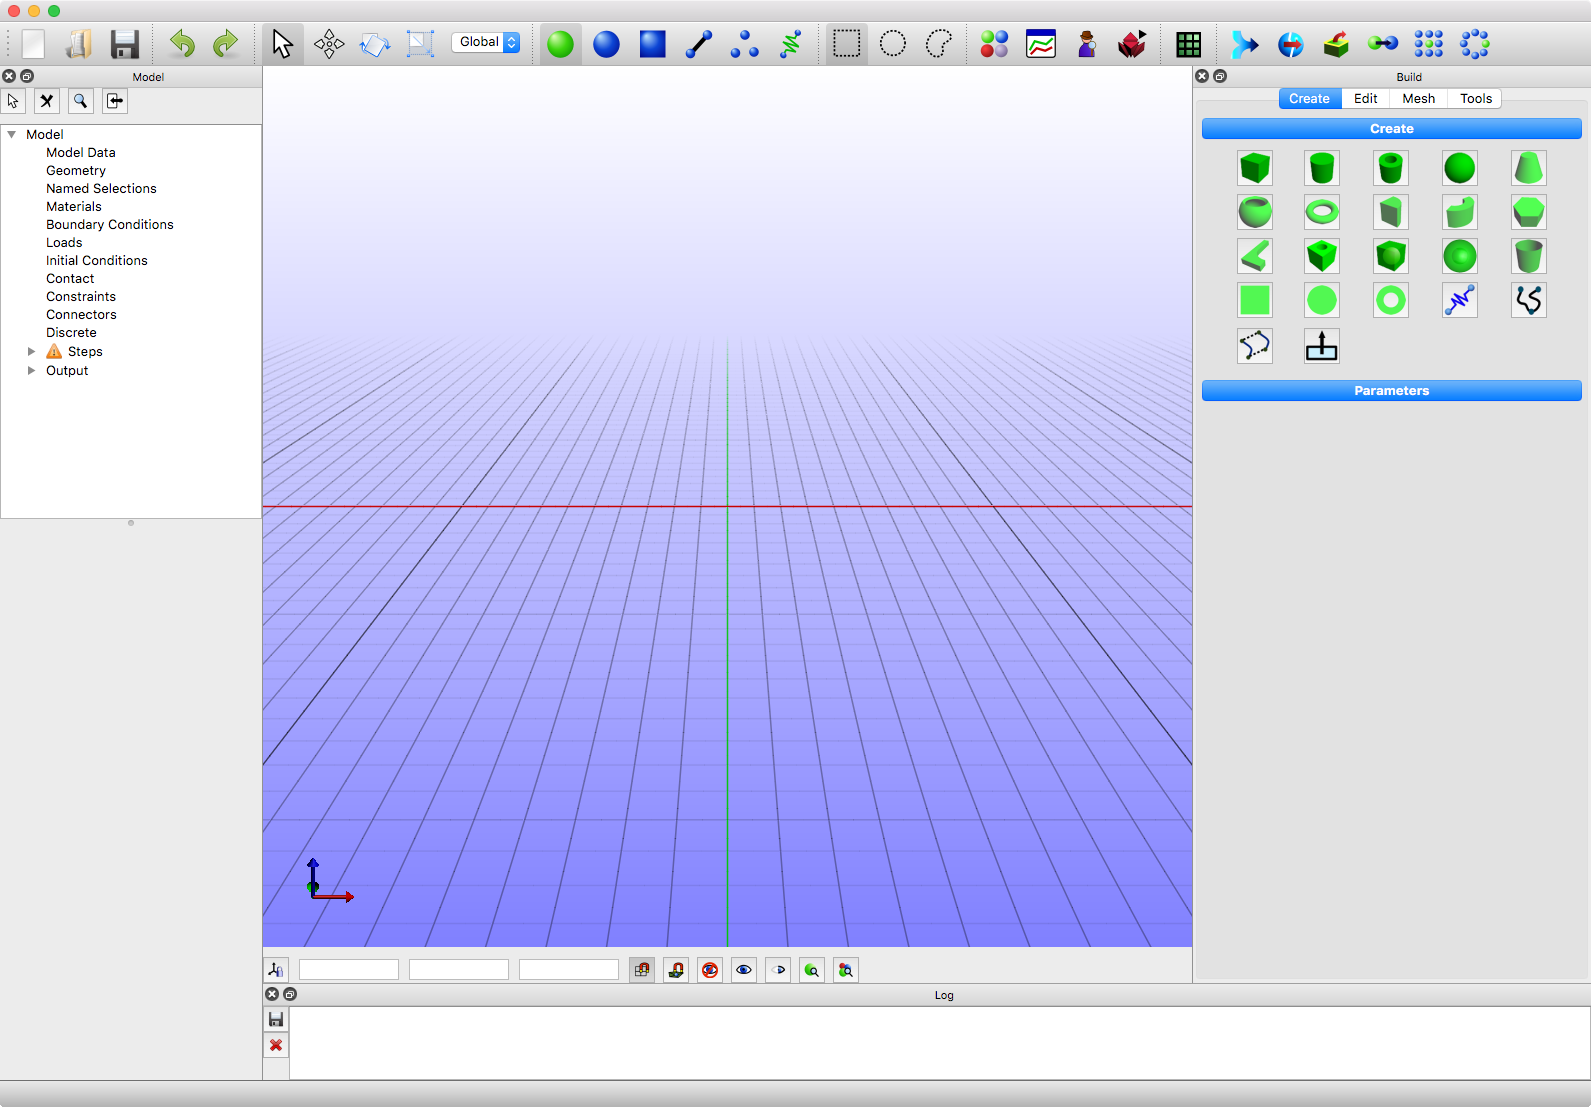 Global
Model
Build
Create Edit Mesh Tools
Create
Model
Model Data
Geometry
Named Selections
Materials
Boundary Conditions
Loads
Initial Conditions
Contact
Constraints
Connectors
Discrete
Steps
Output
Parameters
Log